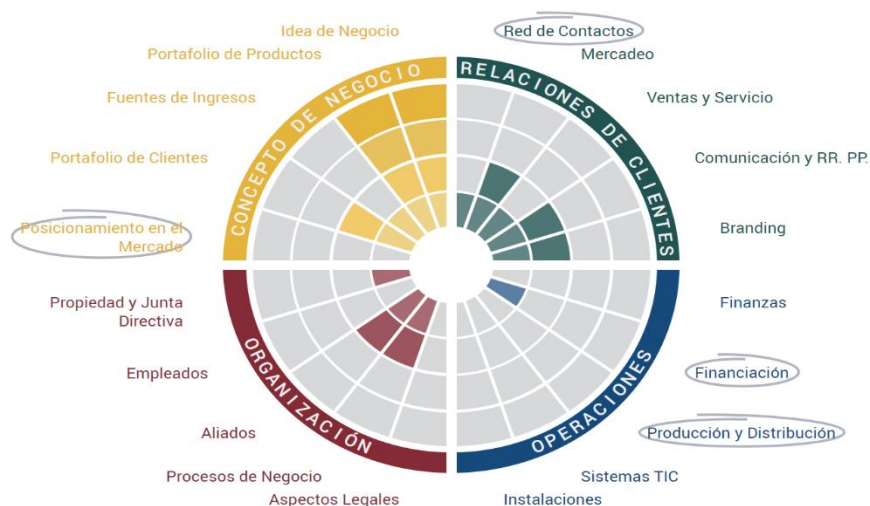 Idea de Negocio
Portafolio de Productos
Fuentes de Ingresos
Portafolio de Clientes
Posicionamiento en el
Mercado
CONCEPTO DE NEGOCIO
Red de Contactos
Mercadeo
Ventas y Servicio
Comunicación y RR. PP.
Branding
RELACIONES DE CLIENTES
Propiedad y Junta
Directiva
Empleados
Aliados
Procesos de Negocio
Aspectos Legales
ORGANIZACIÓN
Finanzas
Financiación
Producción y Distribución
Sistemas TIC
Instalaciones
OPERACIONES